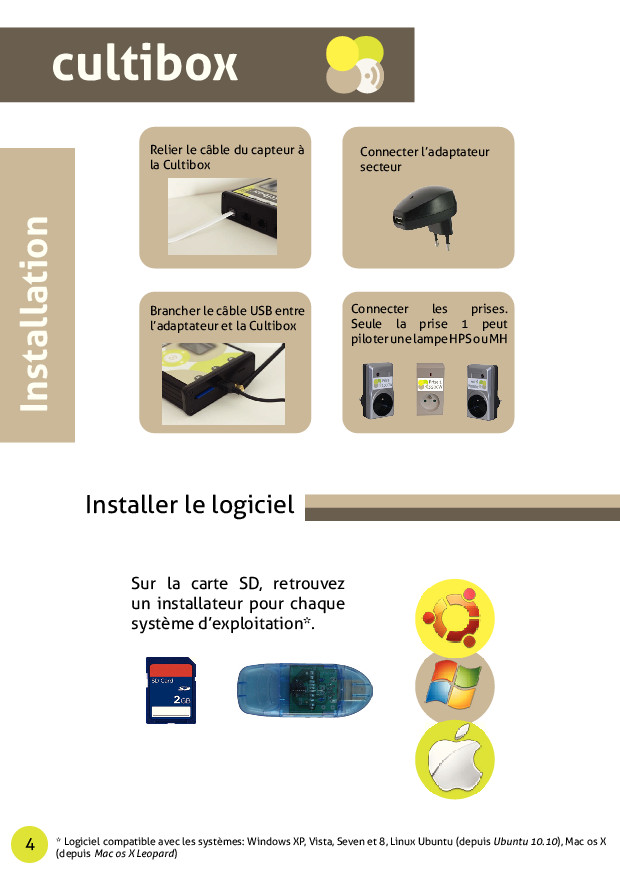 cultibox
Installation
Relier le câble du capteur à
la Cultibox
Connecter l'adaptateur
secteur
Brancher le câble USB entre
l'adaptateur et la Cultibox
Connecter les prises.
Seule la prise 1 peut
piloter une lampe HPS ou MH
Installer le logiciel
Sur la carte SD, retrouvez
un installateur pour chaque
système d'exploitation*.
SD Card
2GB
4
* Logiciel compatible avec les systèmes: Windows XP, Vista, Seven et 8, Linux Ubuntu (depuis Ubuntu 10.10), Mac os X
(depuis Mac os X Leopard)